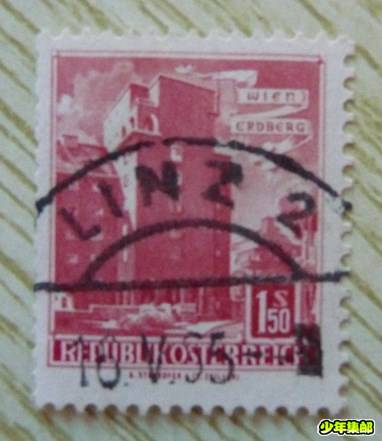 WIEN
ERDBERG
LINZ 2
1 S 50
REPUBLIK ÖSTERREICH
少年集邮